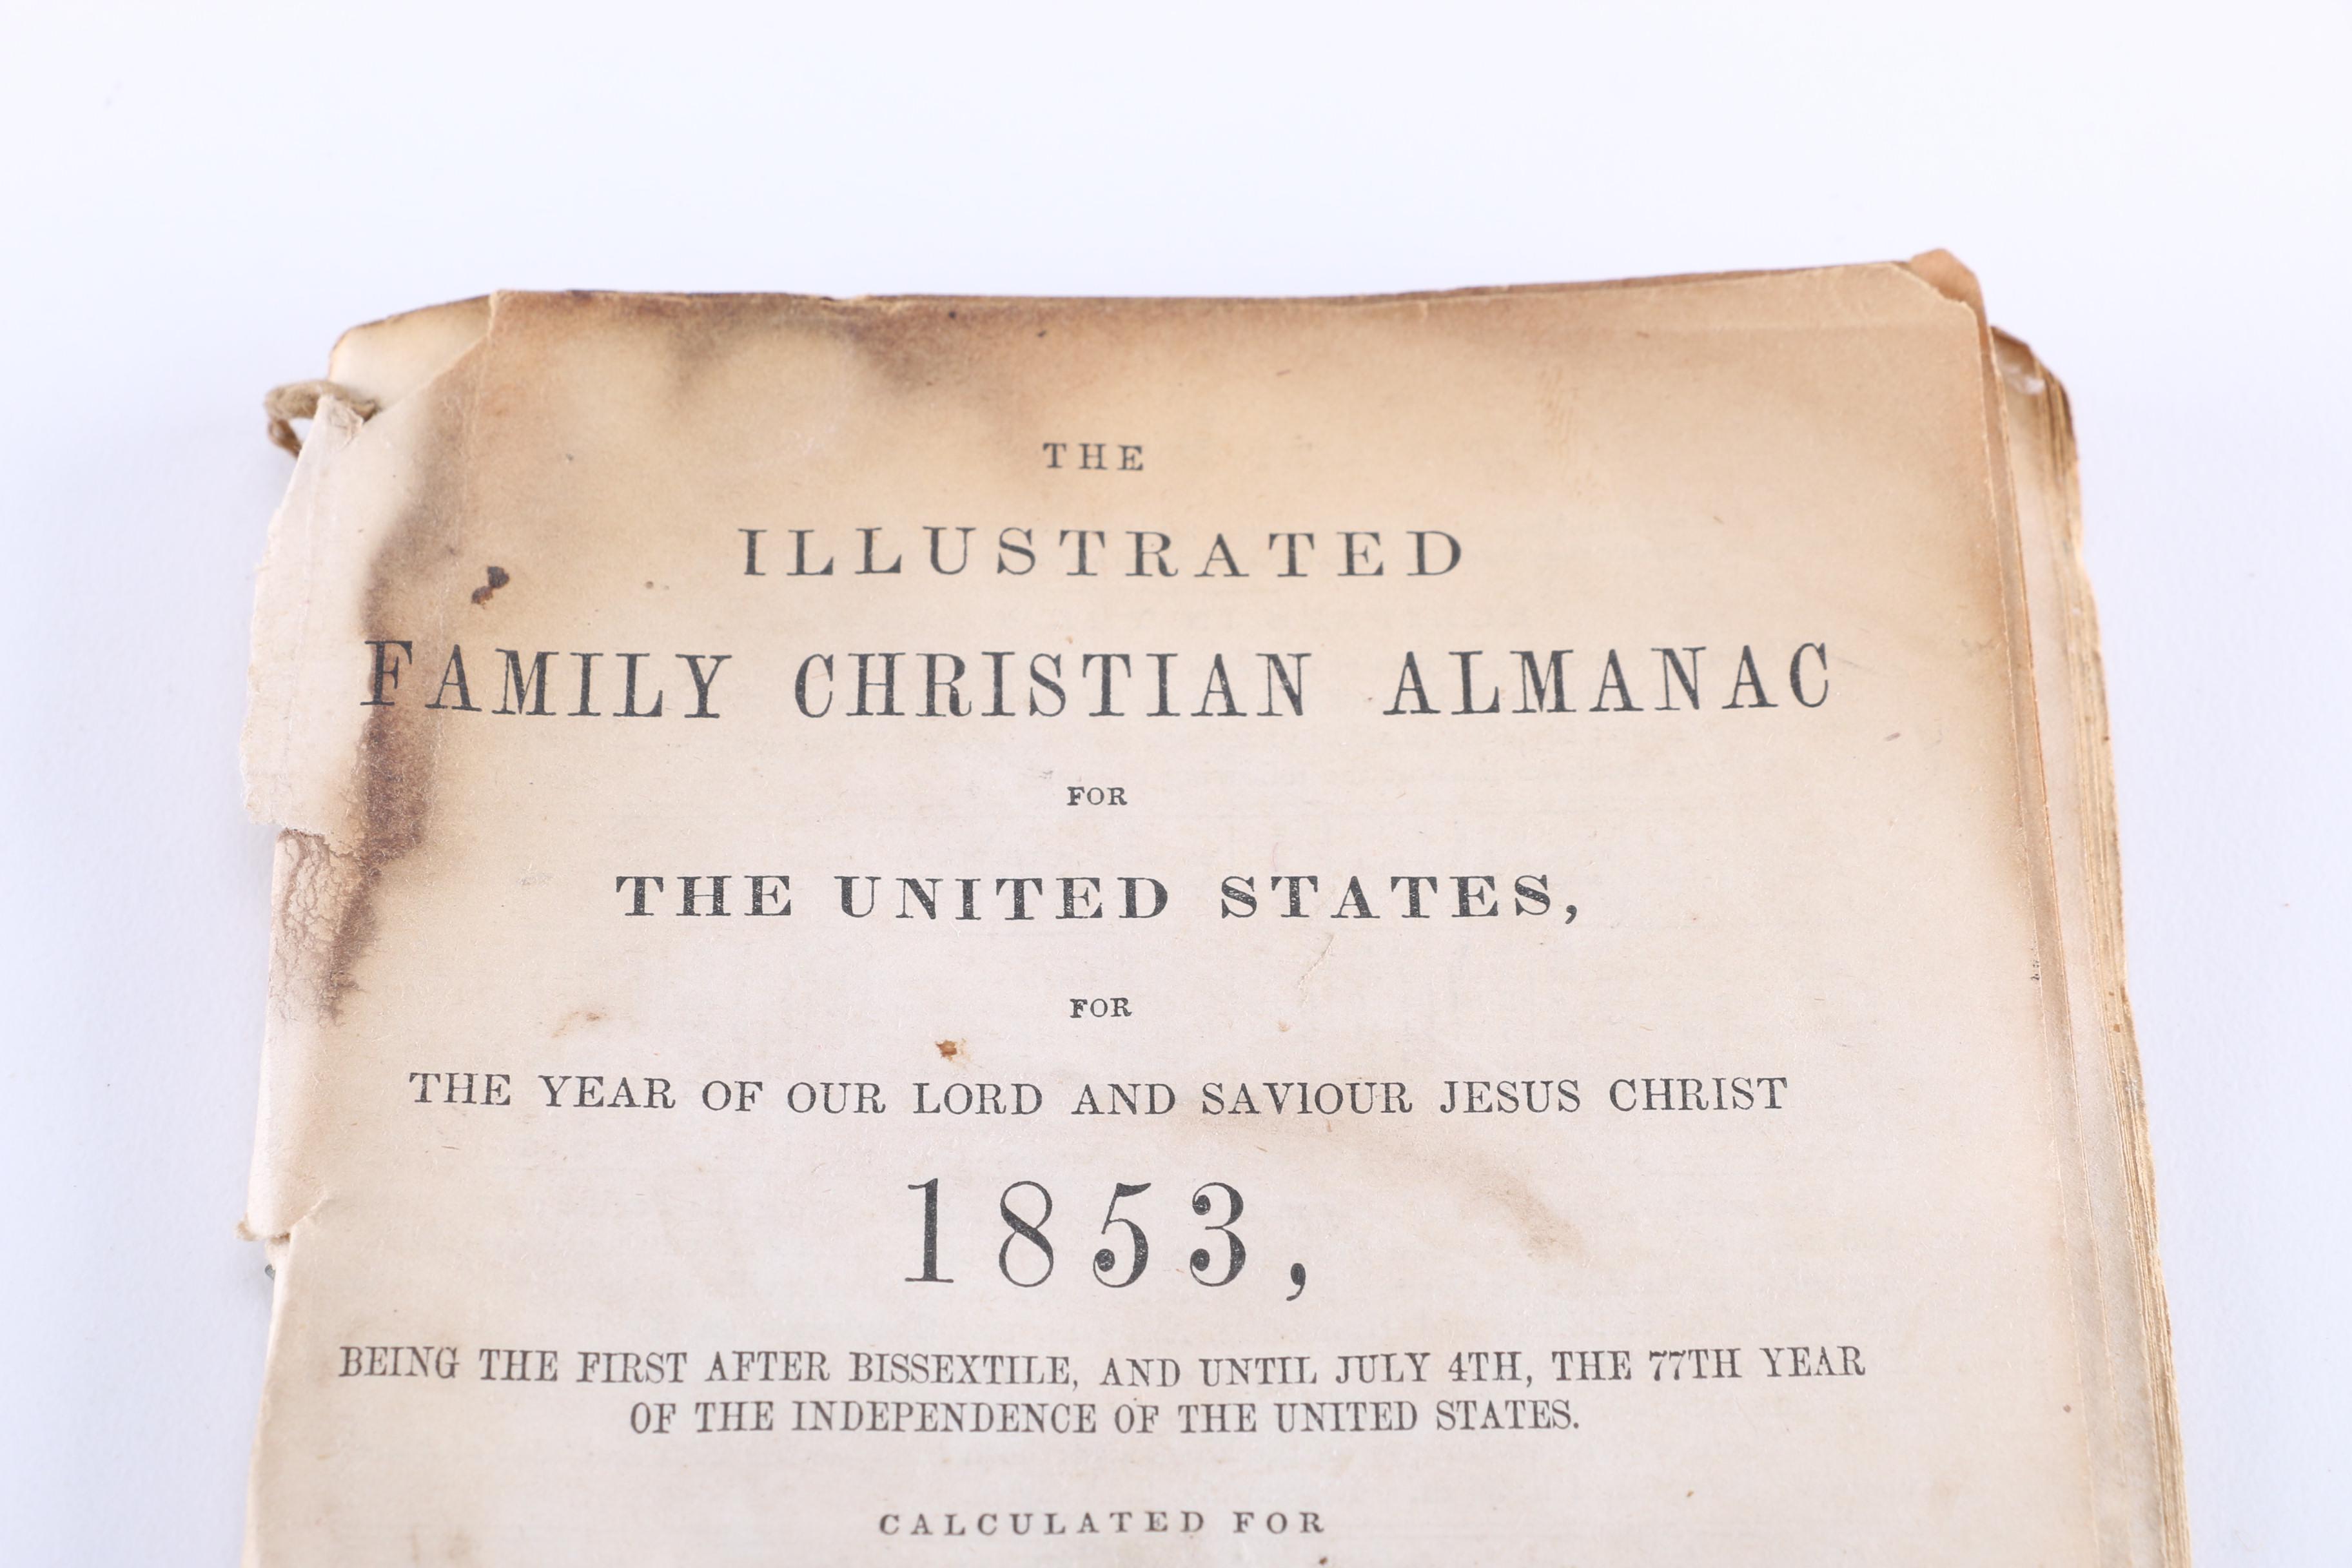 THE
ILLUSTRATED
FAMILY CHRISTIAN ALMANAC
FOR
THE UNITED STATES,
FOR
THE YEAR OF OUR LORD AND SAVIOUR JESUS CHRIST
1853,
BEING THE FIRST AFTER BISSEXTILE, AND UNTIL JULY 4TH, THE 77TH YEAR
OF THE INDEPENDENCE OF THE UNITED STATES.
CALCULATED FOR